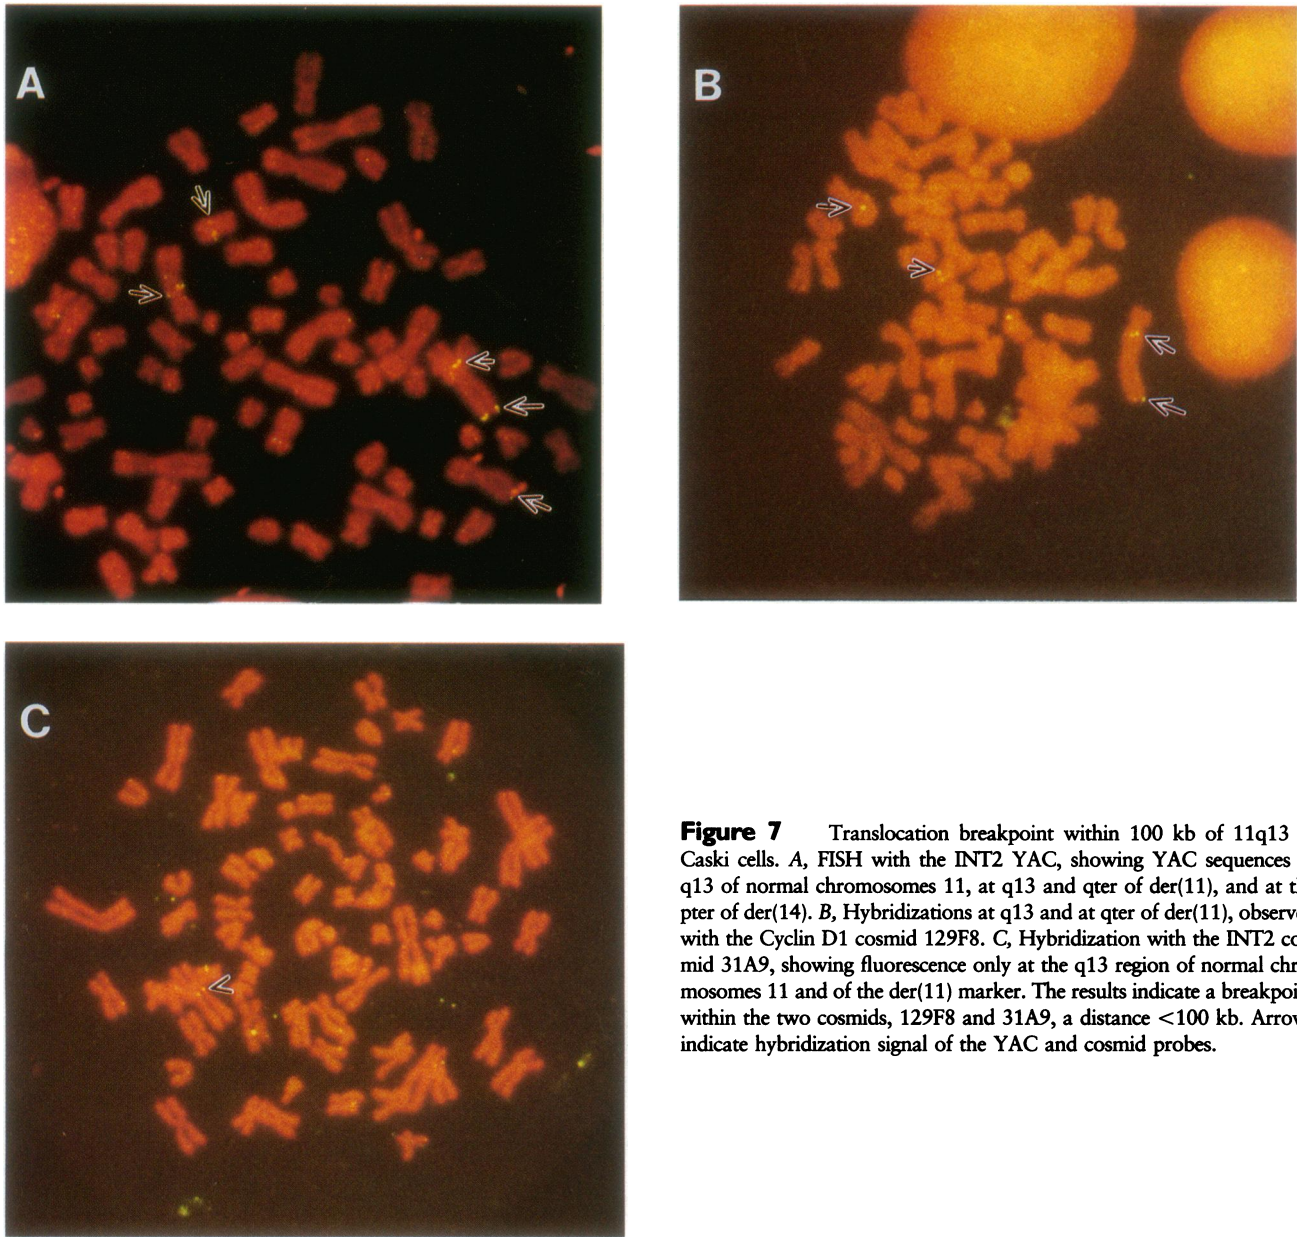 A
B
C
Figure 7 Translocation breakpoint within 100 kb of 11q13
Caski cells. A, FISH with the INT2 YAC, showing YAC sequences
q13 of normal chromosomes 11, at q13 and qter of der(11), and at t
pter of der(14). B, Hybridizations at q13 and at qter of der(11), observ
with the Cyclin D1 cosmid 129F8. C, Hybridization with the INT2 co
mid 31A9, showing fluorescence only at the q13 region of normal chr
mosomes 11 and of the der(11) marker. The results indicate a breakpoi
within the two cosmids, 129F8 and 31A9, a distance <100 kb. Arrow
indicate hybridization signal of the YAC and cosmid probes.